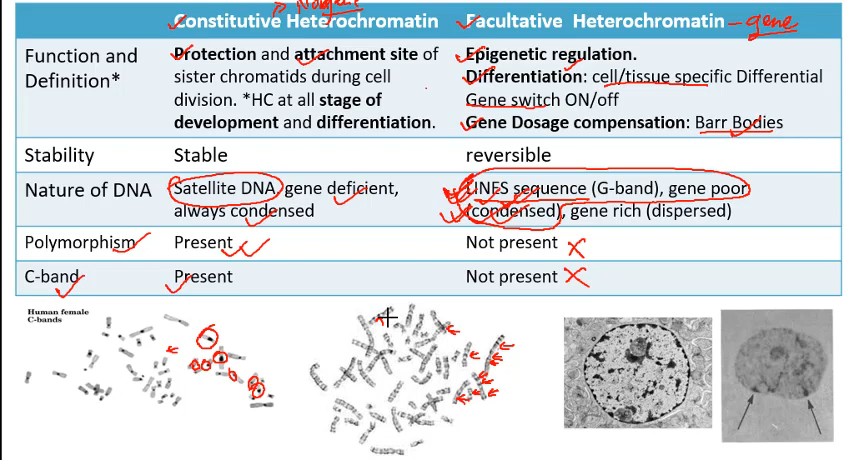 > No gene
Constitutive Heterochromatin Facultative Heterochromatin – gene
Function and Definition* Protection and attachment site of sister chromatids during cell division. *HC at all stage of development and differentiation. Epigenetic regulation.
Differentiation: cell/tissue specific Differential
Gene switch ON/off
Gene Dosage compensation: Barr Bodies
Stability Stable reversible
Nature of DNA Satellite DNA, gene deficient, always condensed LINES sequence (G-band), gene poor (condensed), gene rich (dispersed)
Polymorphism Present Not present
C-band Present Not present
Human female
C-bands